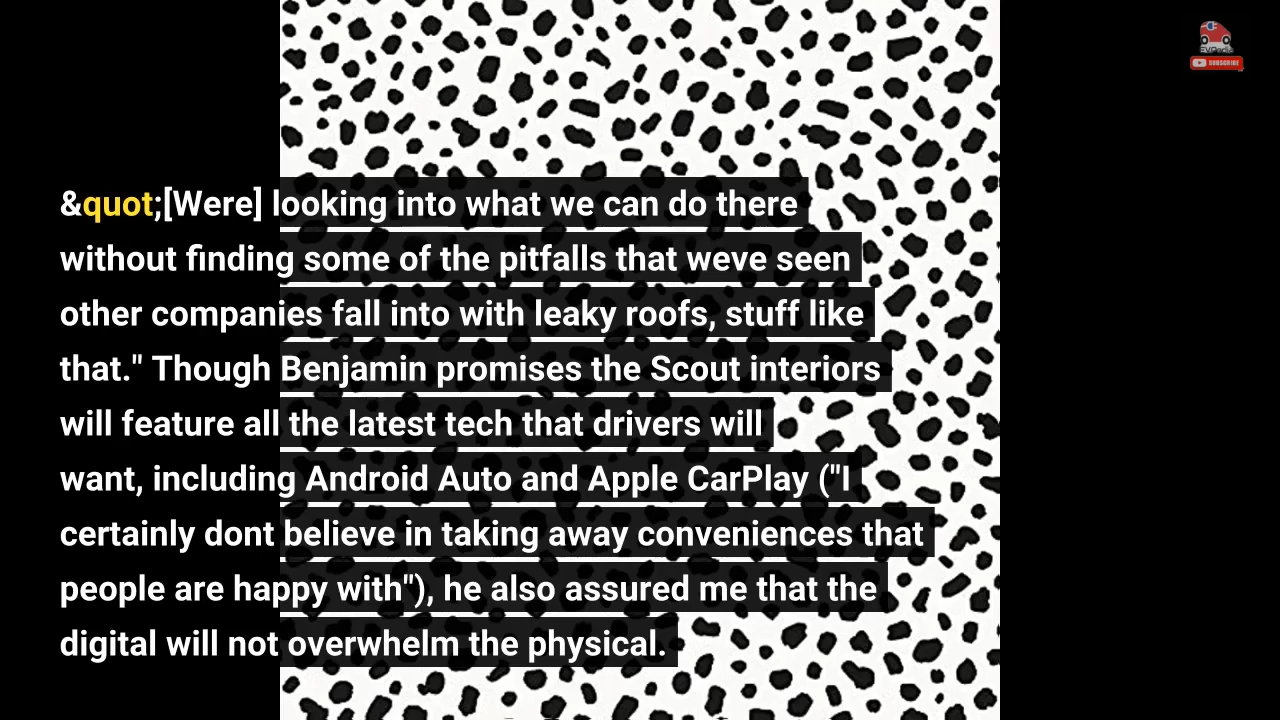 &quot;[Were] looking into what we can do there
without finding some of the pitfalls that weve seen
other companies fall into with leaky roofs, stuff like
that." Though Benjamin promises the Scout interiors
will feature all the latest tech that drivers will
want, including Android Auto and Apple CarPlay ("I
certainly dont believe in taking away conveniences that
people are happy with"), he also assured me that the
digital will not overwhelm the physical.
SUBSCRIBE